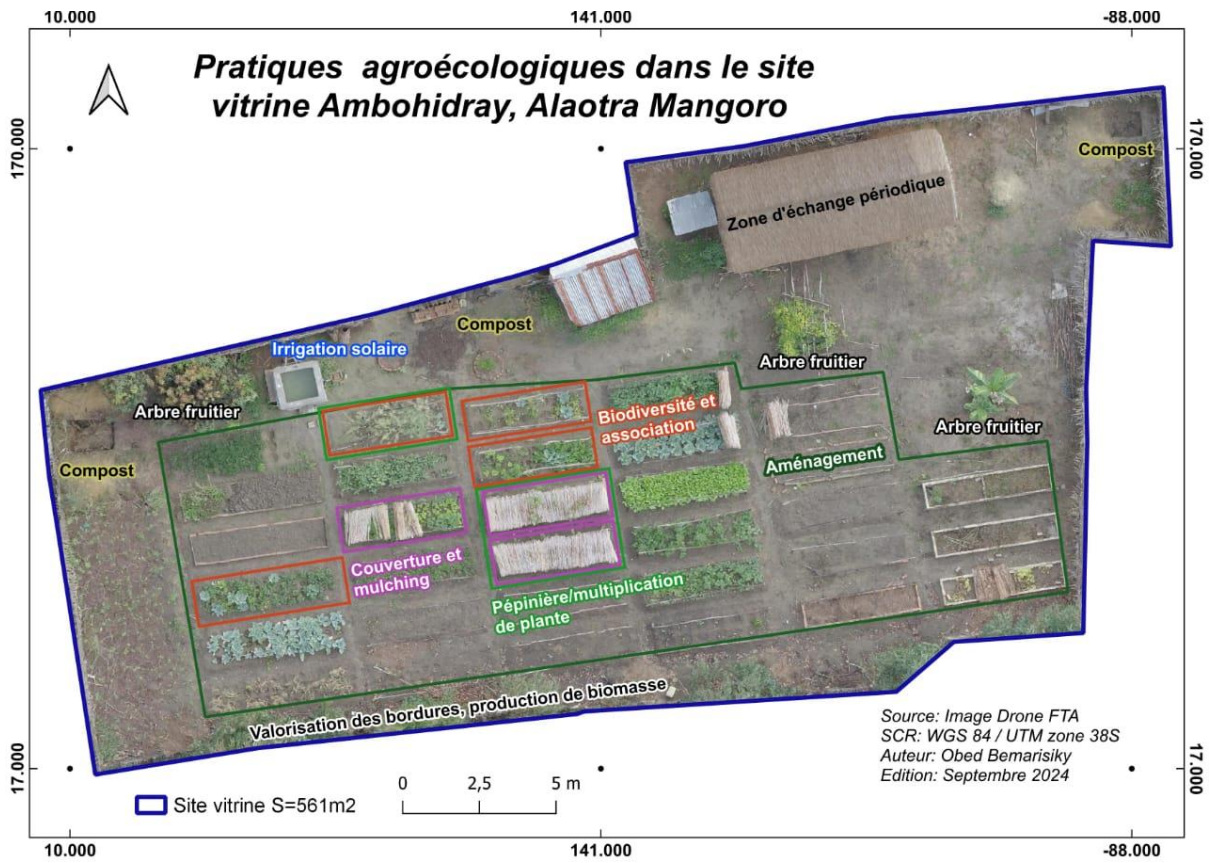 10.000
141.000
-88.000
Pratiques agroécologiques dans le site
vitrine Ambohidray, Alaotra Mangoro
170.000
170.000
Compost
Zone d'échange périodique
Compost
Irrigation solaire
Arbre fruitier
Arbre fruitier
Biodiversité et
association
Arbre fruitier
Compost
Aménagement
Couverture et
mulching
Pépinière/multiplication
de plante
Valorisation des bordures, production de biomasse
Source: Image Drone FTA
SCR: WGS 84 / UTM zone 38S
Auteur: Obed Bemarisiky
Edition: Septembre 2024
17.000
17.000
0 2,5 5 m
Site vitrine S=561m2
10.000
141.000
-88.000